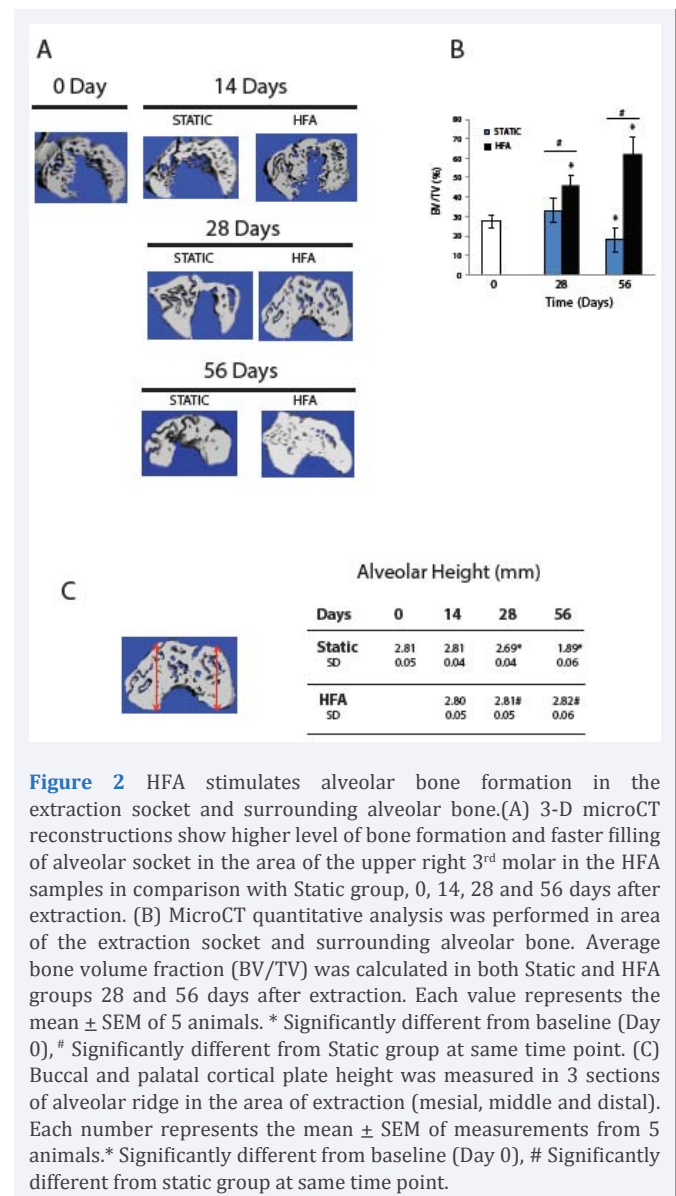 A
0 Day
14 Days
STATIC
HFA
28 Days
STATIC
HFA
56 Days
STATIC
HFA
B
STATIC
HFA
BV/TV (%)
80
70
60
50
40
30
20
10
0
#
*
#
*
*
0
28
56
Time (Days)
C
Alveolar Height (mm)
Days 0 14 28 56
Static 2.81 2.81 2.69* 1.89*
SD 0.05 0.04 0.04 0.06
HFA 2.80 2.81# 2.82#
SD 0.05 0.05 0.06
Figure 2 HFA stimulates alveolar bone formation in the
extraction socket and surrounding alveolar bone.(A) 3-D microCT
reconstructions show higher level of bone formation and faster filling
of alveolar socket in the area of the upper right 3rd molar in the HFA
samples in comparison with Static group, 0, 14, 28 and 56 days after
extraction. (B) MicroCT quantitative analysis was performed in area
of the extraction socket and surrounding alveolar bone. Average
bone volume fraction (BV/TV) was calculated in both Static and HFA
groups 28 and 56 days after extraction. Each value represents the
mean ± SEM of 5 animals. * Significantly different from baseline (Day
0), # Significantly different from Static group at same time point. (C)
Buccal and palatal cortical plate height was measured in 3 sections
of alveolar ridge in the area of extraction (mesial, middle and distal).
Each number represents the mean ± SEM of measurements from 5
animals.* Significantly different from baseline (Day 0), # Significantly
different from static group at same time point.